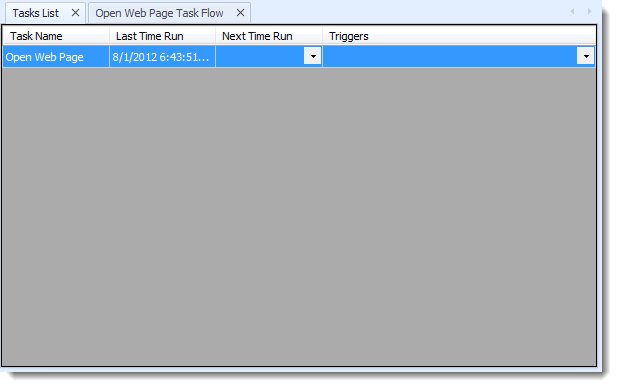 Tasks List Open Web Page Task Flow
Task Name Last Time Run Next Time Run Triggers
Open Web Page 8/1/2012 6:43:51...